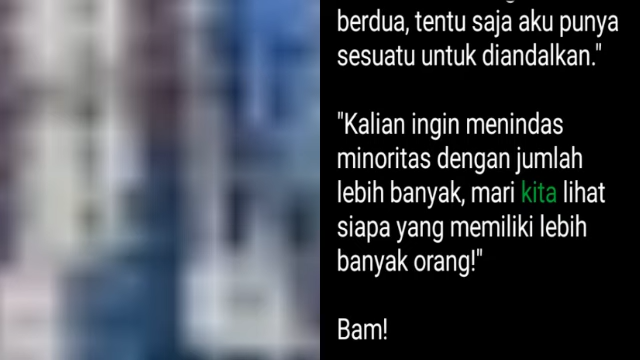 berdua, tentu saja aku punya
sesuatu untuk diandalkan."
"Kalian ingin menindas
minoritas dengan jumlah
lebih banyak, mari kita lihat
siapa yang memiliki lebih
banyak orang!"
Bam!